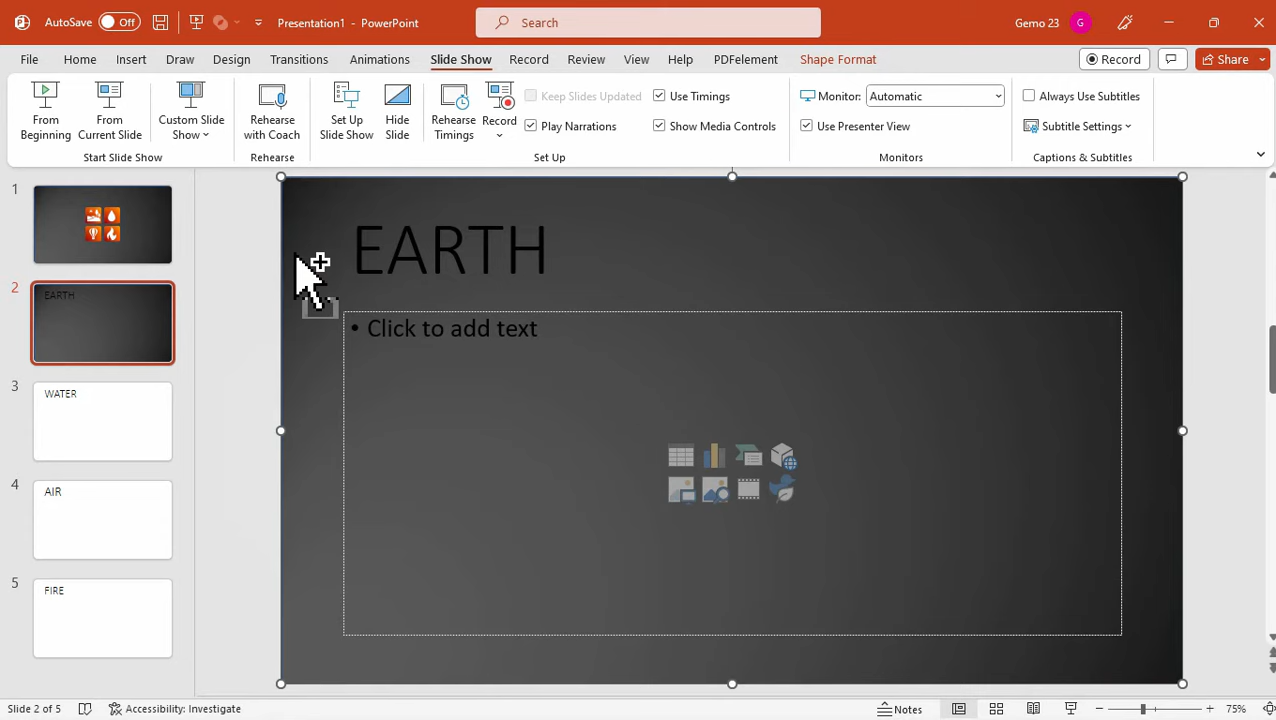 AutoSave Off Presentation1 - PowerPoint Search Gemo 23 G
File Home Insert Draw Design Transitions Animations Slide Show Record Review View Help PDFelement Shape Format Record Share
From Beginning
From Current Slide
Custom Slide Show
Rehearse with Coach
Set Up Slide Show
Hide Slide
Rehearse Timings
Record
Keep Slides Updated
Play Narrations
Use Timings
Show Media Controls
Monitor: Automatic
Use Presenter View
Always Use Subtitles
Subtitle Settings
Start Slide Show Rehearse Set Up Monitors Captions & Subtitles
1
2
EARTH
3
WATER
4
AIR
5
FIRE
EARTH
• Click to add text
Slide 2 of 5 Accessibility: Investigate Notes 75%